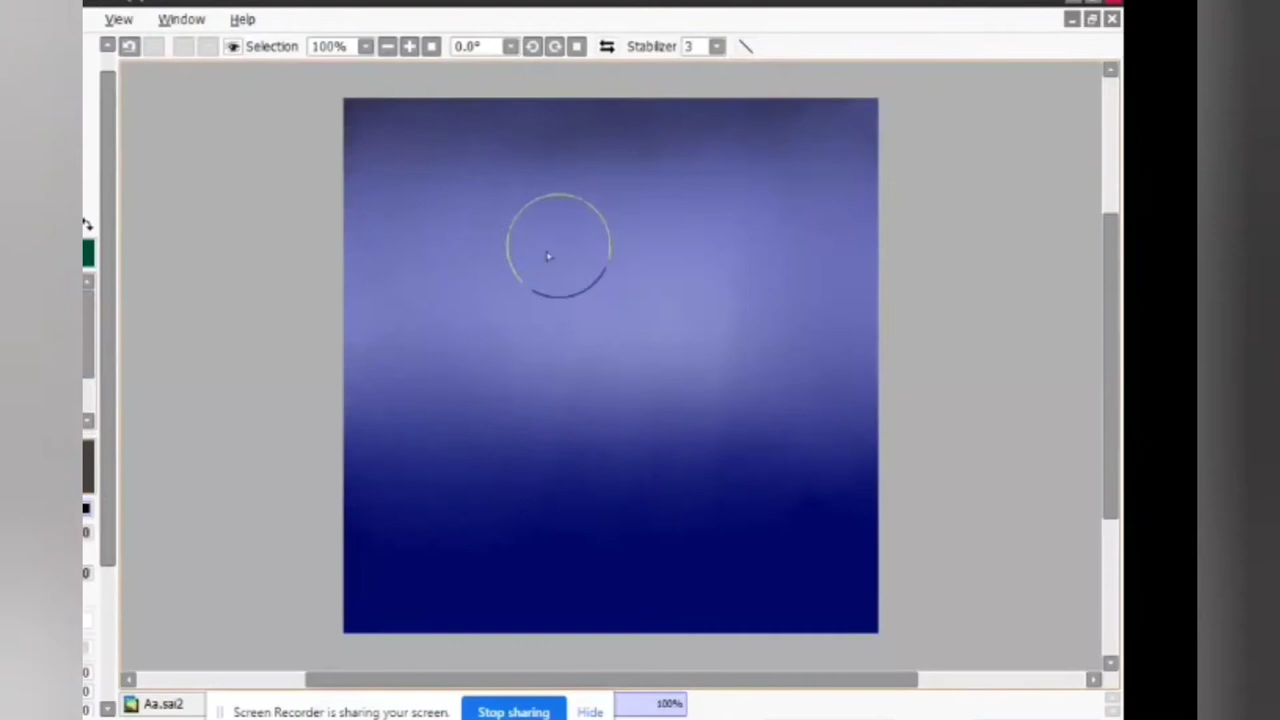 View Window Help
Selection 100% 0.0° Stabilizer 3
Aa.sai2 100%
Screen Recorder is sharing your screen. Stop sharing Hide